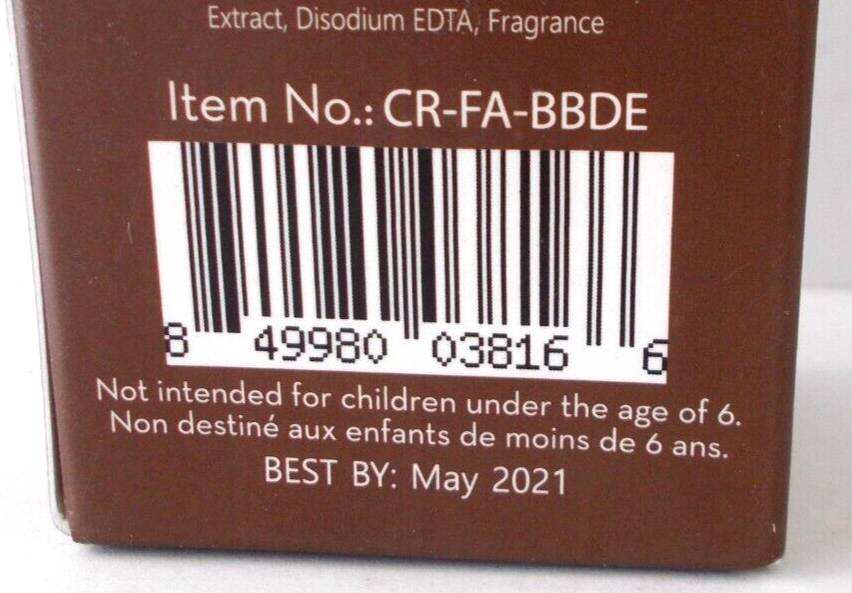 Extract, Disodium EDTA, Fragrance
Item No.: CR-FA-BBDE
8 49980 03816 6
Not intended for children under the age of 6.
Non destiné aux enfants de moins de 6 ans.
BEST BY: May 2021